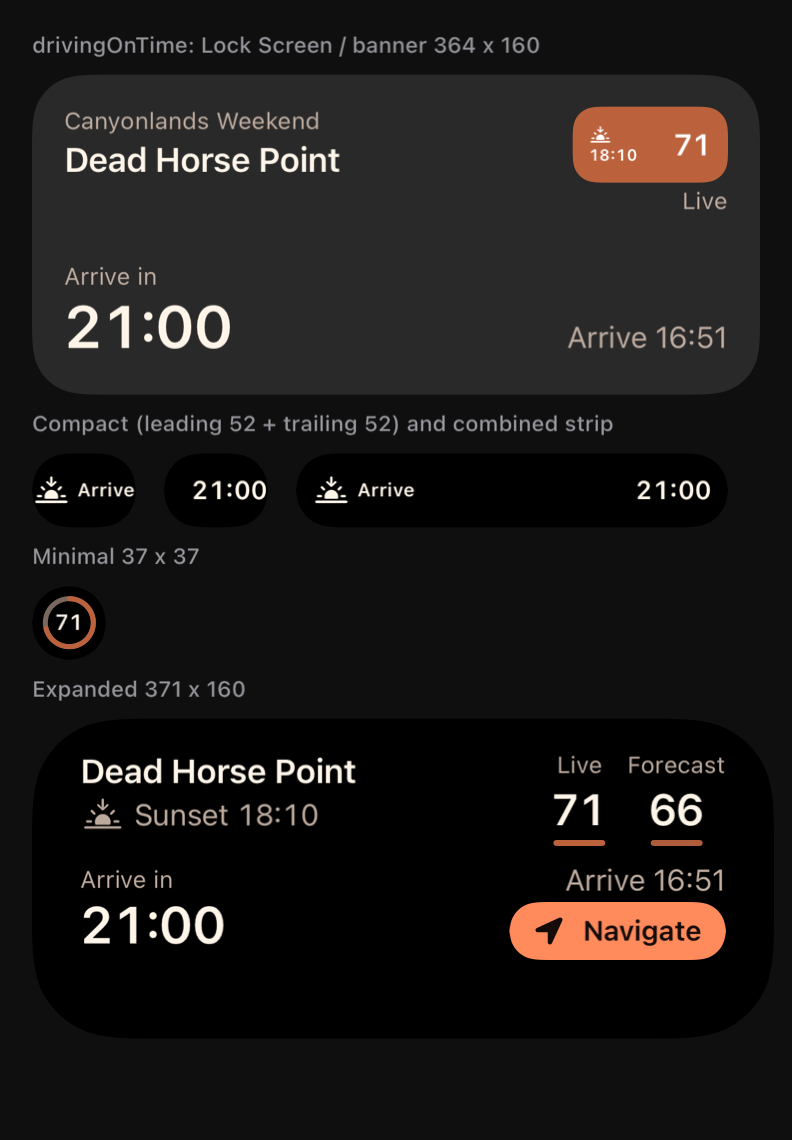 drivingOnTime: Lock Screen / banner 364 x 160
Canyonlands Weekend
Dead Horse Point
18:10
71
Live
Arrive in
21:00
Arrive 16:51
Compact (leading 52 + trailing 52) and combined strip
Arrive
21:00
Arrive
21:00
Minimal 37 x 37
71
Expanded 371 x 160
Dead Horse Point
Sunset 18:10
Live Forecast
71 66
Arrive in
21:00
Arrive 16:51
Navigate